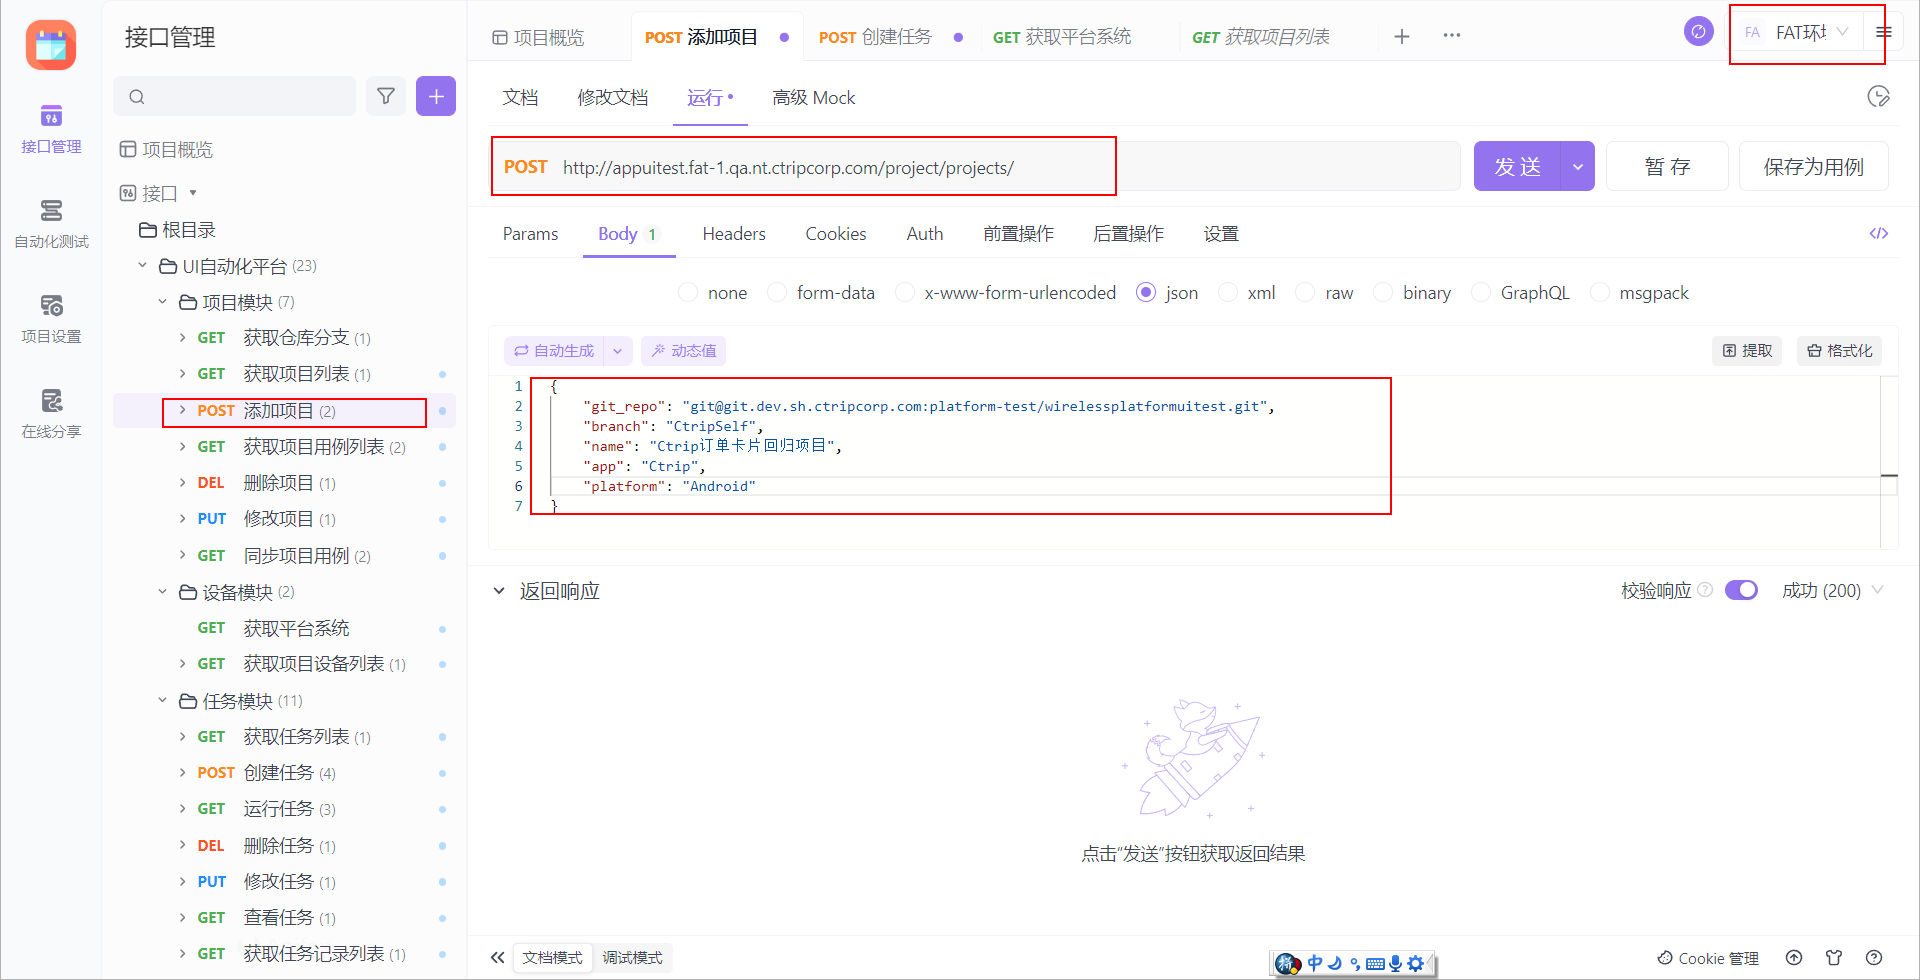 接口管理
自动化测试
项目设置
在线分享
接口管理
项目概览
接口
根目录
UI自动化平台 (23)
项目模块 (7)
GET 获取仓库分支 (1)
GET 获取项目列表 (1)
POST 添加项目 (2)
GET 获取项目用例列表 (2)
DEL 删除项目 (1)
PUT 修改项目 (1)
GET 同步项目用例 (2)
设备模块 (2)
GET 获取平台系统
GET 获取项目设备列表 (1)
任务模块 (11)
GET 获取任务列表 (1)
POST 创建任务 (4)
GET 运行任务 (3)
DEL 删除任务 (1)
PUT 修改任务 (1)
GET 查看任务 (1)
GET 获取任务记录列表 (1)
项目概览 POST 添加项目 POST 创建任务 GET 获取平台系统 GET 获取项目列表 FA FAT环
文档 修改文档 运行 高级 Mock
POST http://appuitest.fat-1.qa.nt.ctripcorp.com/project/projects/ 发 送 暂 存 保存为用例
Params Body 1 Headers Cookies Auth 前置操作 后置操作 设置 </>
none form-data x-www-form-urlencoded json xml raw binary GraphQL msgpack
自动生成 动态值 提取 格式化
1 {
2 "git_repo": "git@git.dev.sh.ctripcorp.com:platform-test/wirelessplatformuitest.git",
3 "branch": "CtripSelf",
4 "name": "Ctrip订单卡片回归项目",
5 "app": "Ctrip",
6 "platform": "Android"
7 }
返回响应 校验响应 成功 (200)
点击“发送”按钮获取返回结果
文档模式 调试模式 中 Cookie 管理